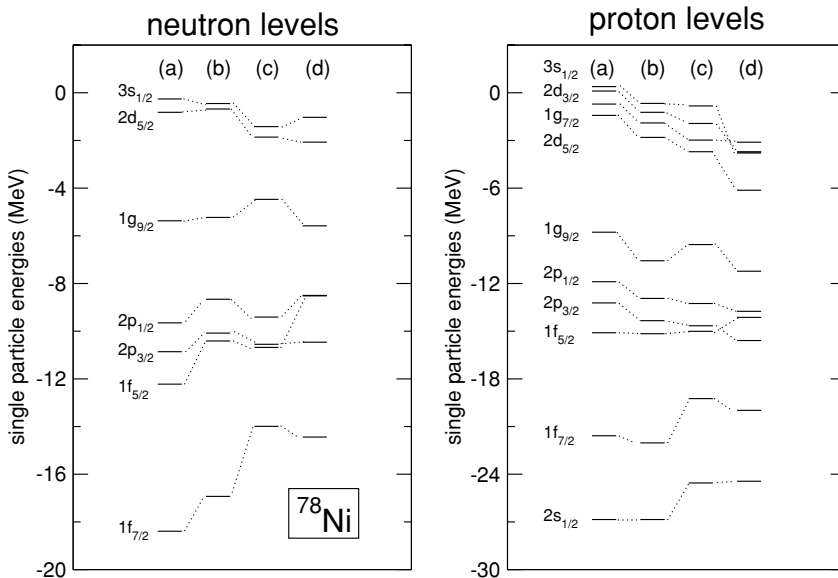 neutron levels
single particle energies (MeV)
0
-4
-8
-12
-16
-20
(a) (b) (c) (d)
3s1/2
2d5/2
1g9/2
2p1/2
2p3/2
1f5/2
1f7/2
78Ni
proton levels
single particle energies (MeV)
0
-6
-12
-18
-24
-30
(a) (b) (c) (d)
3s1/2
2d3/2
1g7/2
2d5/2
1g9/2
2p1/2
2p3/2
1f5/2
1f7/2
2s1/2